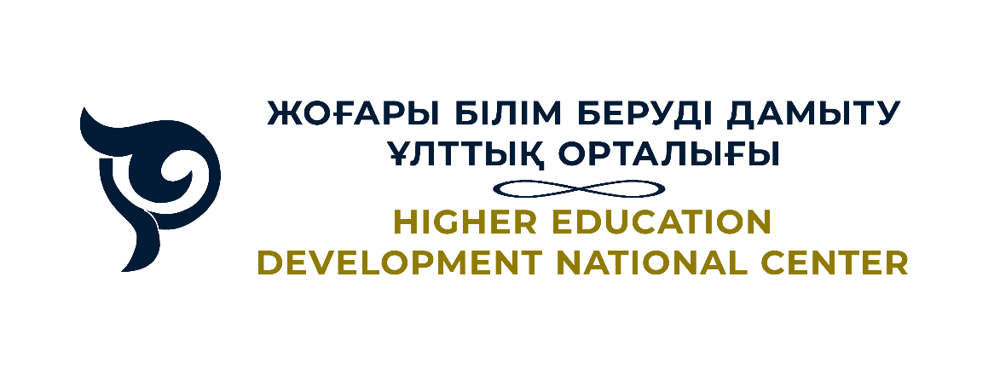 ЖОҒАРЫ БІЛІМ БЕРУДІ ДАМЫТУ
ҰЛТТЫҚ ОРТАЛЫҒЫ
HIGHER EDUCATION
DEVELOPMENT NATIONAL CENTER